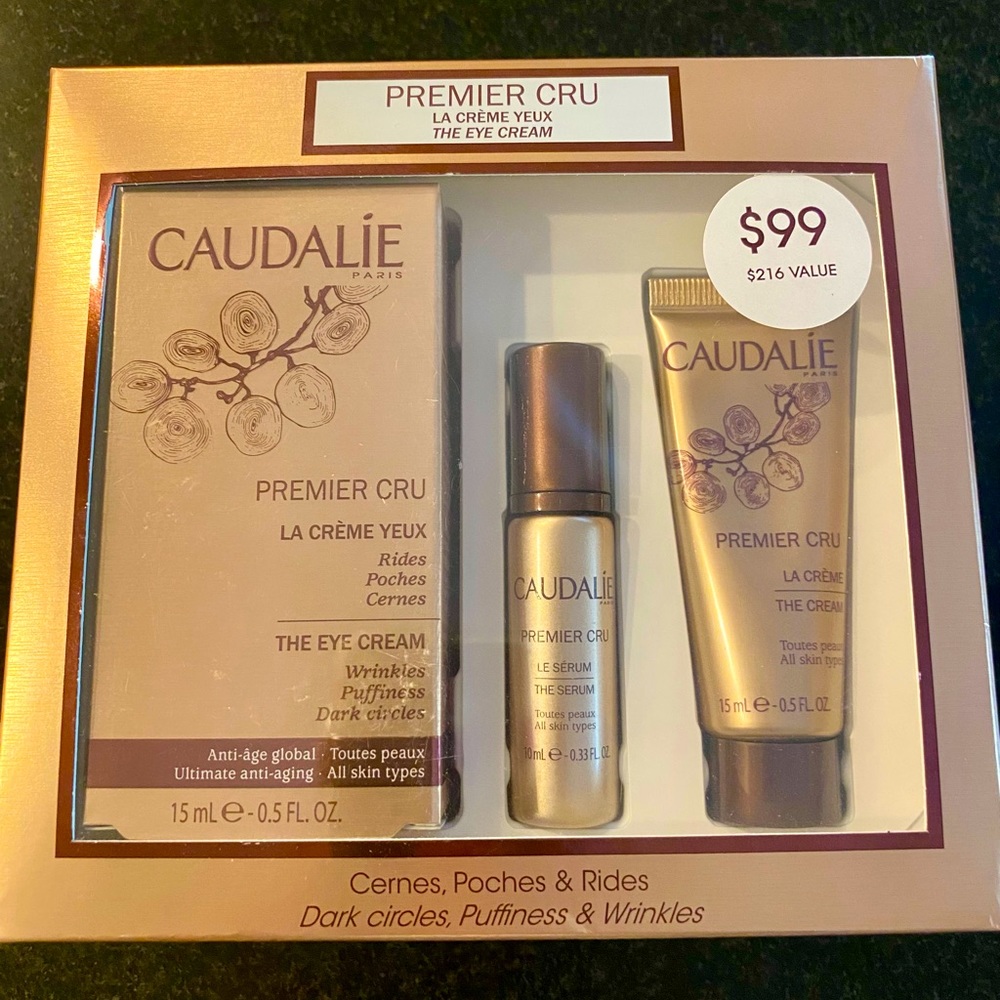 PREMIER CRU
LA CRÈME YEUX
THE EYE CREAM
$99
$216 VALUE
CAUDALÍE
PARIS
PREMIER CRU
LA CRÈME YEUX
Rides
Poches
Cernes
THE EYE CREAM
Wrinkles
Puffiness
Dark circles
Anti-âge global · Toutes peaux
Ultimate anti-aging · All skin types
15 mL e - 0.5 FL. OZ.
CAUDALÍE
PARIS
PREMIER CRU
LE SÉRUM
THE SERUM
Toutes peaux
All skin types
10 mL e - 0.33 FL. OZ.
CAUDALÍE
PARIS
PREMIER CRU
LA CRÈME
THE CREAM
Toutes peaux
All skin types
15 mL e - 0.5 FL. OZ.
Cernes, Poches & Rides
Dark circles, Puffiness & Wrinkles